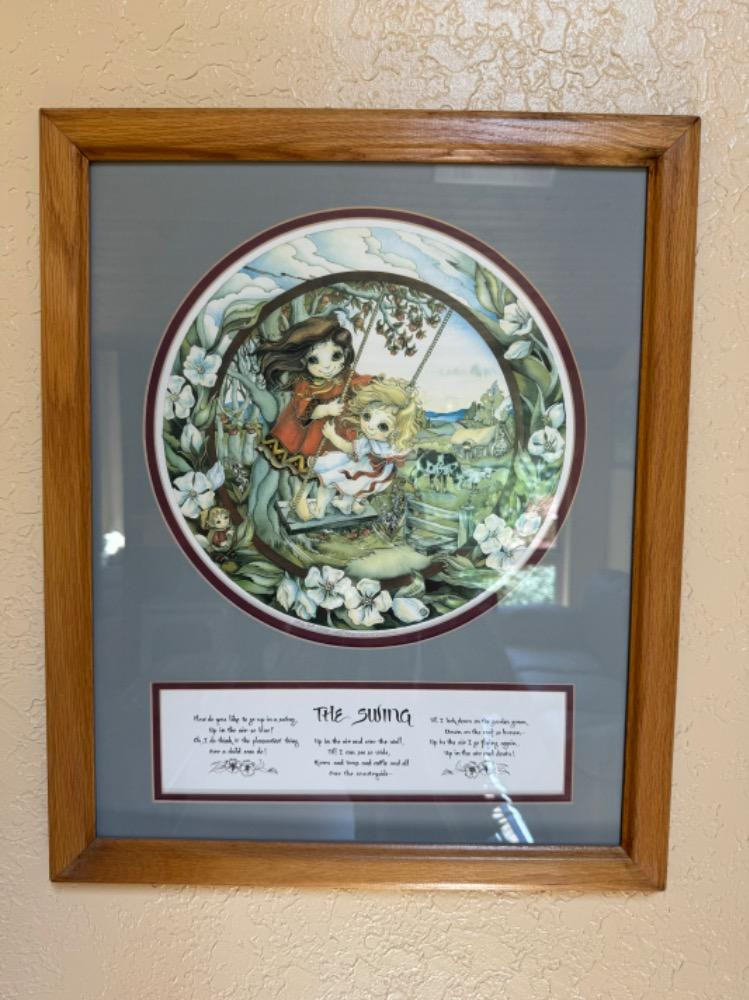 THE SWING
How do you like to go up in a swing,
Up in the air so blue?
Oh, I do think it the pleasantest thing
Ever a child can do!
Up in the air and over the wall,
Till I can see so wide,
Rivers and trees and cattle and all
Over the countryside—
Till I look down on the garden green,
Down on the roof so brown—
Up in the air I go flying again,
Up in the air and down!